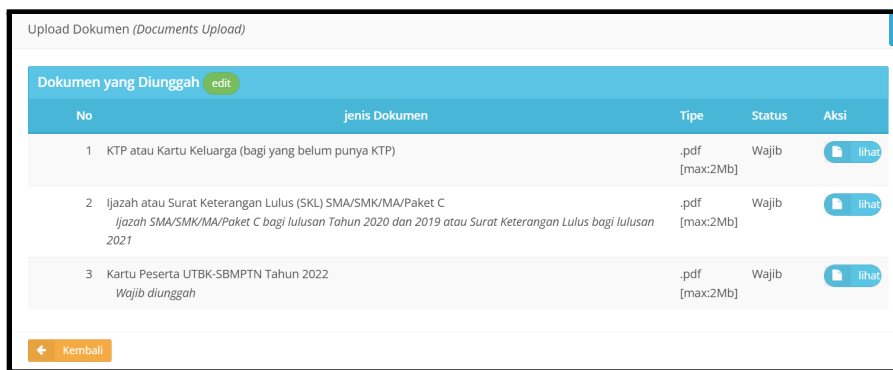 Upload Dokumen (Documents Upload)
Dokumen yang Diunggah edit
No jenis Dokumen Tipe Status Aksi
1 KTP atau Kartu Keluarga (bagi yang belum punya KTP) .pdf Wajib lihat
[max:2Mb]
2 Ijazah atau Surat Keterangan Lulus (SKL) SMA/SMK/MA/Paket C .pdf Wajib lihat
Ijazah SMA/SMK/MA/Paket C bagi lulusan Tahun 2020 dan 2019 atau Surat Keterangan Lulus bagi lulusan [max:2Mb]
2021
3 Kartu Peserta UTBK-SBMPTN Tahun 2022 .pdf Wajib lihat
Wajib diunggah [max:2Mb]
Kembali